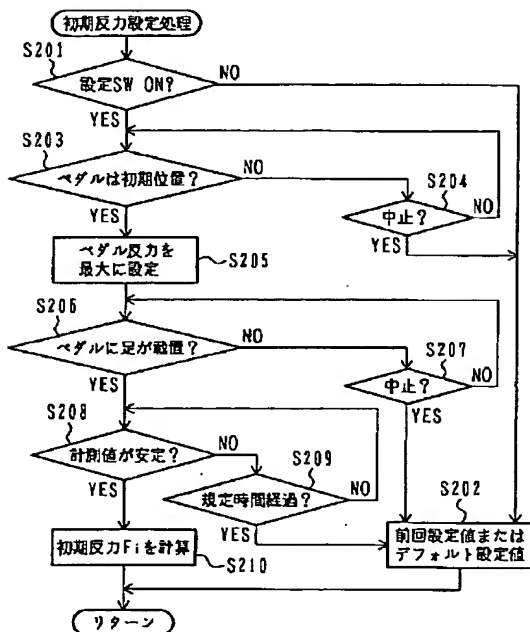 初期反力設定処理
S201
設定SW ON?
NO
YES
S203
ペダルは初期位置?
NO
S204
中止?
NO
YES
YES
ペダル反力を
最大に設定
S205
S206
ペダルに足が載置?
NO
S207
中止?
NO
YES
YES
S208
計測値が安定?
NO
S209
規定時間経過?
NO
YES
YES
S202
前回設定値または
デフォルト設定値
初期反力Fiを計算
S210
リターン